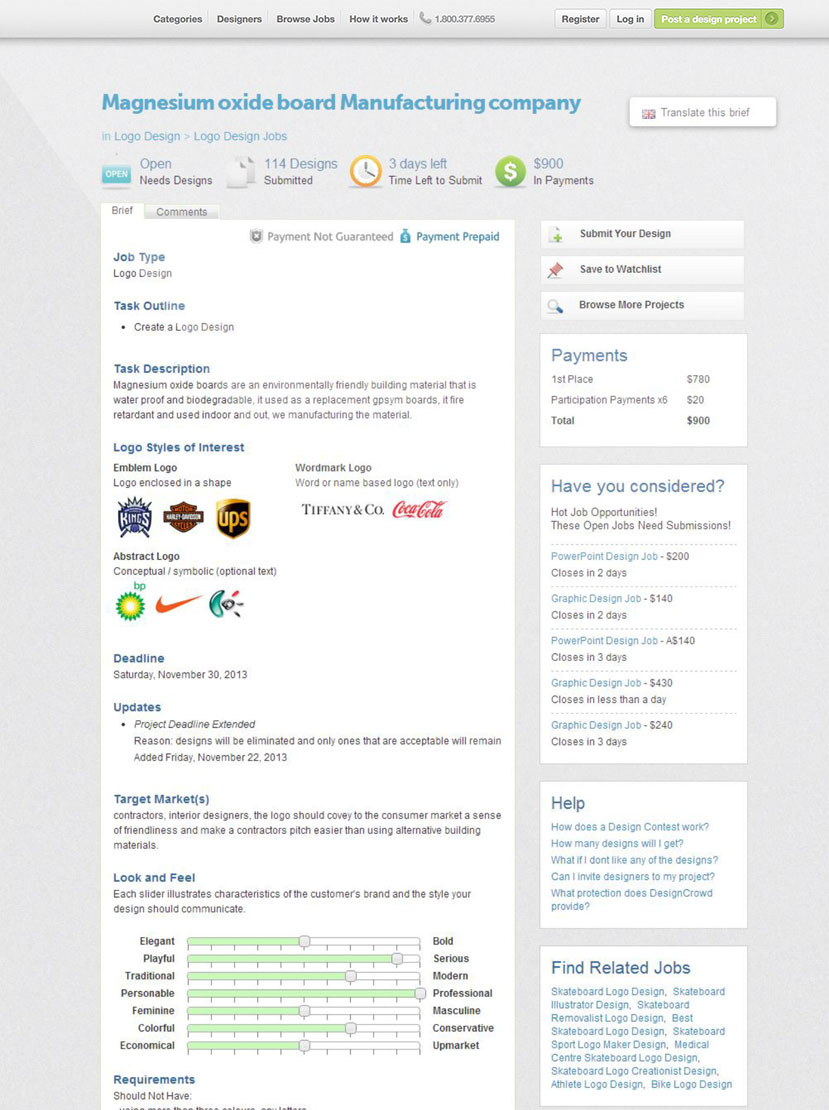 Categories Designers Browse Jobs How it works 1.800.377.6955 Register Log in Post a design project
Magnesium oxide board Manufacturing company
Translate this brief
in Logo Design > Logo Design Jobs
OPEN
Open
Needs Designs
114 Designs
Submitted
3 days left
Time Left to Submit
$
$900
In Payments
Brief Comments
Payment Not Guaranteed Payment Prepaid
Job Type
Logo Design
Task Outline
• Create a Logo Design
Task Description
Magnesium oxide boards are an environmentally friendly building material that is
water proof and biodegradable, it used as a replacement gpsym boards, it fire
retardant and used indoor and out, we manufacturing the material.
Logo Styles of Interest
Emblem Logo
Logo enclosed in a shape
KINGS
MOTOR
HARLEY-DAVIDSON
CYCLES
ups
Wordmark Logo
Word or name based logo (text only)
TIFFANY & CO. Coca-Cola
Abstract Logo
Conceptual / symbolic (optional text)
bp
Deadline
Saturday, November 30, 2013
Updates
• Project Deadline Extended
Reason: designs will be eliminated and only ones that are acceptable will remain
Added Friday, November 22, 2013
Target Market(s)
contractors, interior designers, the logo should covey to the consumer market a sense
of friendliness and make a contractors pitch easier than using alternative building
materials.
Look and Feel
Each slider illustrates characteristics of the customer's brand and the style your
design should communicate.
Elegant Bold
Playful Serious
Traditional Modern
Personable Professional
Feminine Masculine
Colorful Conservative
Economical Upmarket
Requirements
Should Not Have:
- using more than three colours, any letters
Submit Your Design
Save to Watchlist
Browse More Projects
Payments
1st Place $780
Participation Payments x6 $20
Total $900
Have you considered?
Hot Job Opportunities!
These Open Jobs Need Submissions!
PowerPoint Design Job - $200
Closes in 2 days
Graphic Design Job - $140
Closes in 2 days
PowerPoint Design Job - A$140
Closes in 3 days
Graphic Design Job - $430
Closes in less than a day
Graphic Design Job - $240
Closes in 3 days
Help
How does a Design Contest work?
How many designs will I get?
What if I dont like any of the designs?
Can I invite designers to my project?
What protection does DesignCrowd
provide?
Find Related Jobs
Skateboard Logo Design, Skateboard
Illustrator Design, Skateboard
Removalist Logo Design, Best
Skateboard Logo Design, Skateboard
Sport Logo Maker Design, Medical
Centre Skateboard Logo Design,
Skateboard Logo Creationist Design,
Athlete Logo Design, Bike Logo Design